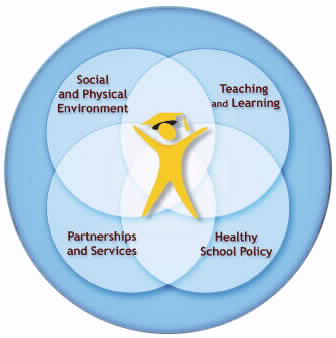 Social
and Physical
Environment
Teaching
and Learning
Partnerships
and Services
Healthy
School Policy